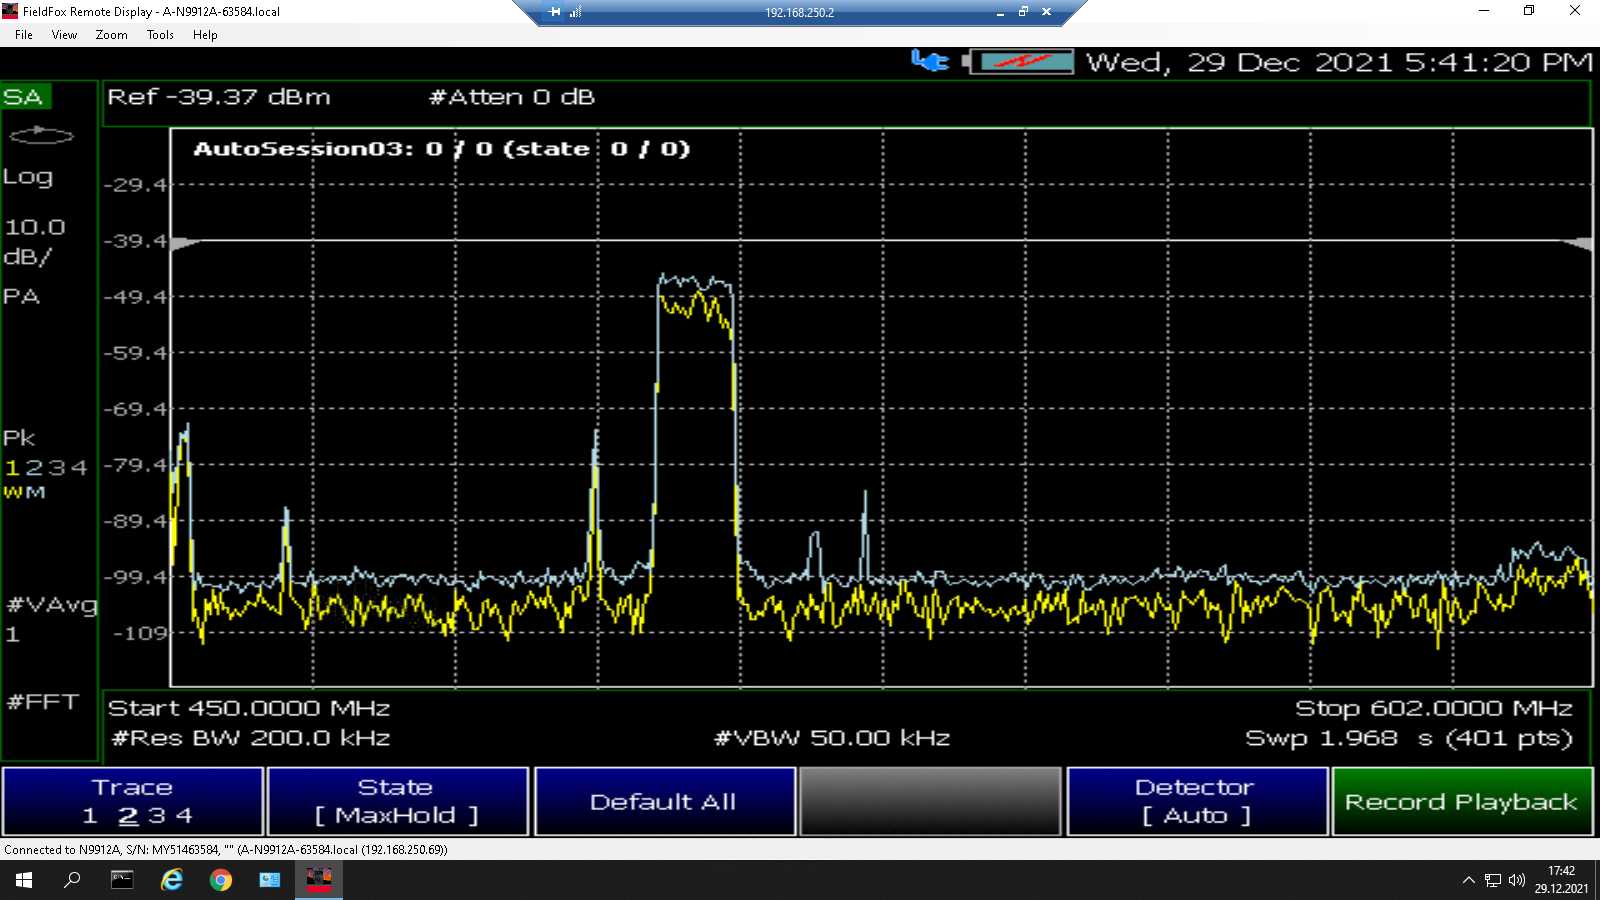 FieldFox Remote Display - A-N9912A-63584.local
192.168.250.2
File View Zoom Tools Help
Wed, 29 Dec 2021 5:41:20 PM
SA
Ref -39.37 dBm #Atten 0 dB
AutoSession03: 0 / 0 (state 0 / 0)
Log
-29.4
10.0
dB/
-39.4
PA
-49.4
-59.4
-69.4
Pk
1 2 3 4
-79.4
W M
-89.4
-99.4
#VAvg
1
-109
#FFT
Start 450.0000 MHz Stop 602.0000 MHz
#Res BW 200.0 kHz #VBW 50.00 kHz Swp 1.968 s (401 pts)
Trace
1 2 3 4
State
[ MaxHold ]
Default All
Detector
[ Auto ]
Record Playback
Connected to N9912A, S/N: MY51463584, "" (A-N9912A-63584.local (192.168.250.69))
17:42
29.12.2021